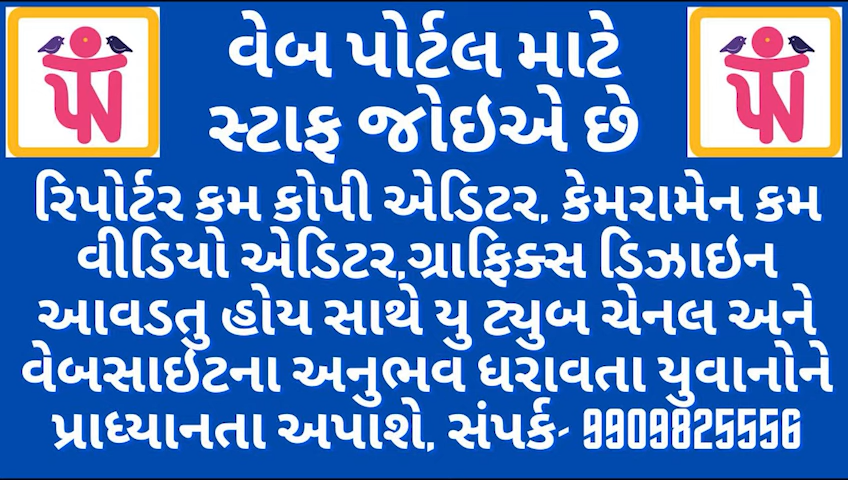 વેબ પોર્ટલ માટે
સ્ટાફ જોઇએ છે
રિપોર્ટર કમ કોપી એડિટર, કેમરામેન કમ
વીડિયો એડિટર,ગ્રાફિક્સ ડિઝાઇન
આવડતુ હોય સાથે યુ ટ્યુબ ચેનલ અને
વેબસાઇટના અનુભવ ધરાવતા યુવાનોને
પ્રાધ્યાનતા અપાશે, સંપર્ક- 9909825556